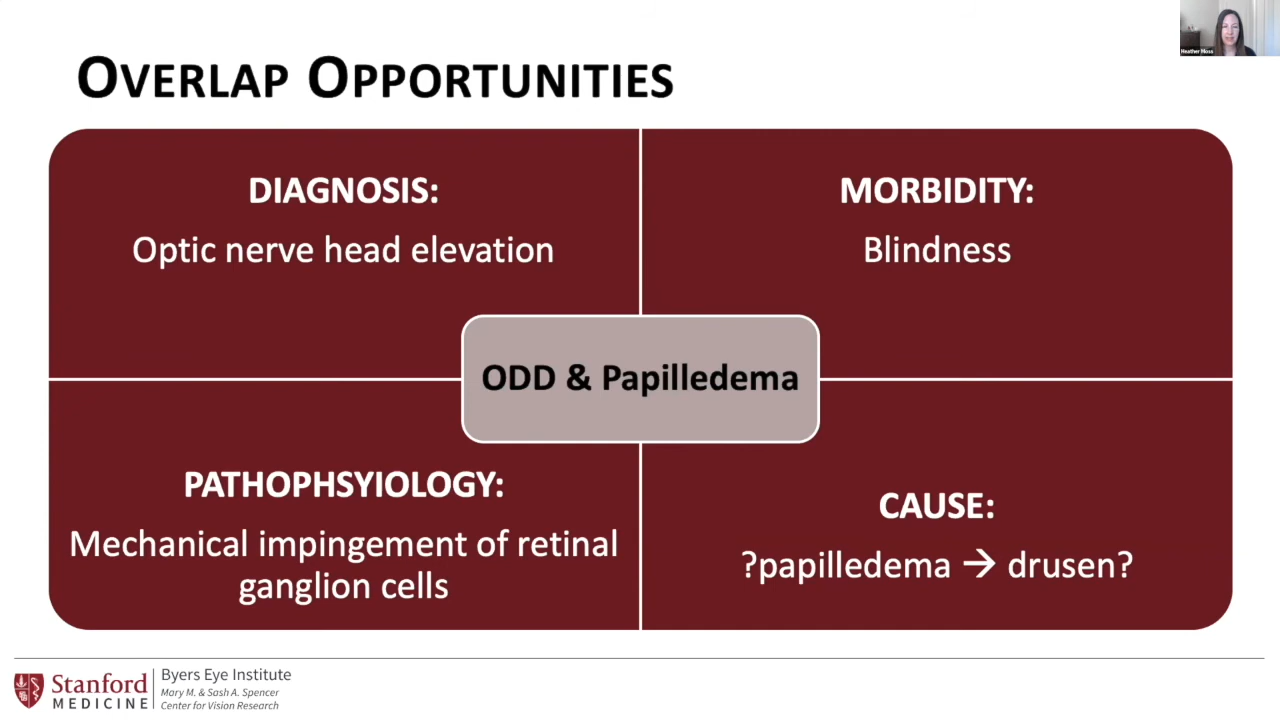 Heather Moss
OVERLAP OPPORTUNITIES
DIAGNOSIS:
Optic nerve head elevation
MORBIDITY:
Blindness
ODD & Papilledema
PATHOPHSYIOLOGY:
Mechanical impingement of retinal
ganglion cells
CAUSE:
?papilledema → drusen?
Stanford
MEDICINE
Byers Eye Institute
Mary M. & Sash A. Spencer
Center for Vision Research